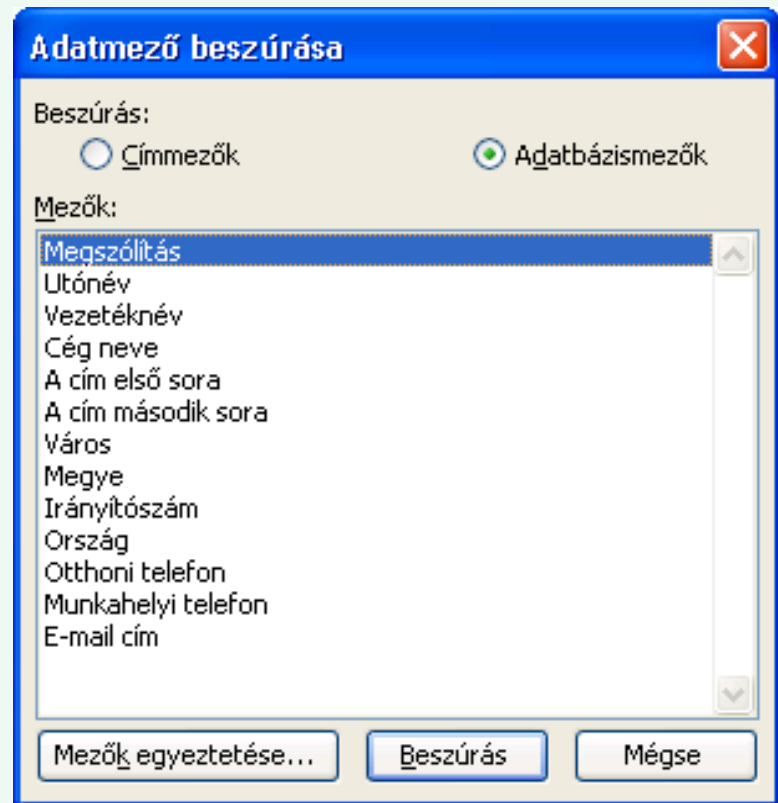 Adatmező beszúrása
Beszúrás:
Címmezők Adatbázismezők
Mezők:
Megszólítás
Utónév
Vezetéknév
Cég neve
A cím első sora
A cím második sora
Város
Megye
Irányítószám
Ország
Otthoni telefon
Munkahelyi telefon
E-mail cím
Mezők egyeztetése... Beszúrás Mégse